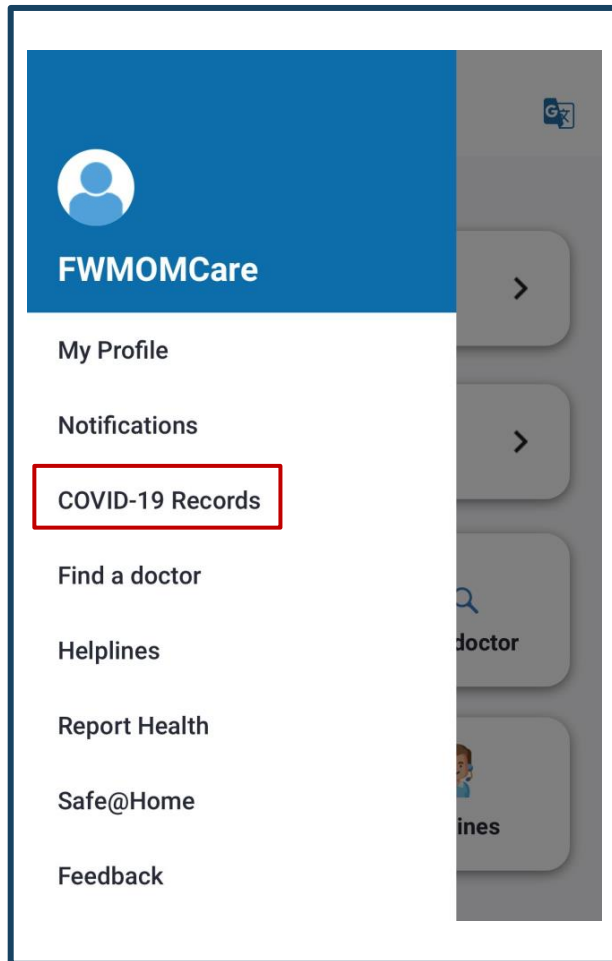 FWMOMCare
My Profile
Notifications
COVID-19 Records
Find a doctor
Helplines
Report Health
Safe@Home
Feedback
doctor
ines